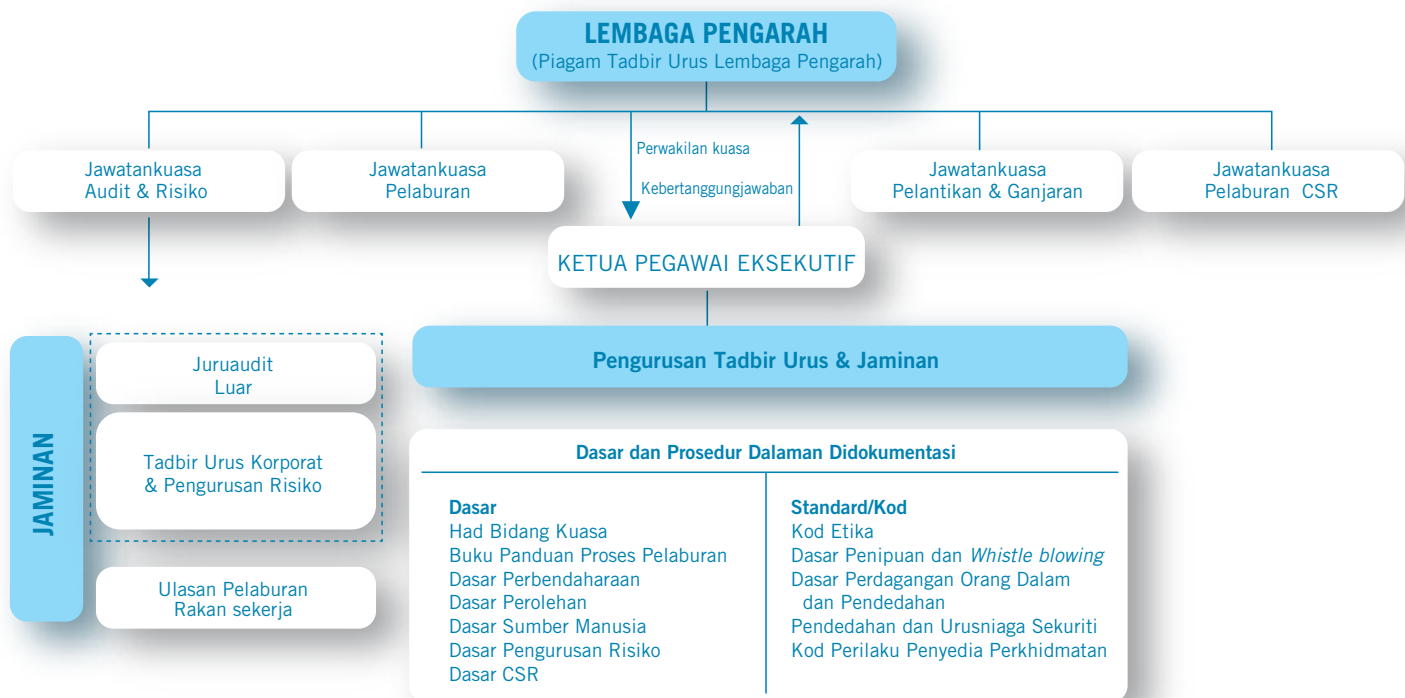 LEMBAGA PENGARAH
(Piagam Tadbir Urus Lembaga Pengarah)
Jawatankuasa
Audit & Risiko
Jawatankuasa
Pelaburan
Perwakilan kuasa
Kebertanggungjawaban
Jawatankuasa
Pelantikan & Ganjaran
Jawatankuasa
Pelaburan CSR
KETUA PEGAWAI EKSEKUTIF
JAMINAN
Juruaudit
Luar
Tadbir Urus Korporat
& Pengurusan Risiko
Ulasan Pelaburan
Rakan sekerja
Pengurusan Tadbir Urus & Jaminan
Dasar dan Prosedur Dalaman Didokumentasi
Dasar
Had Bidang Kuasa
Buku Panduan Proses Pelaburan
Dasar Perbendaharaan
Dasar Perolehan
Dasar Sumber Manusia
Dasar Pengurusan Risiko
Dasar CSR
Standard/Kod
Kod Etika
Dasar Penipuan dan Whistle blowing
Dasar Perdagangan Orang Dalam
dan Pendedahan
Pendedahan dan Urusniaga Sekuriti
Kod Perilaku Penyedia Perkhidmatan